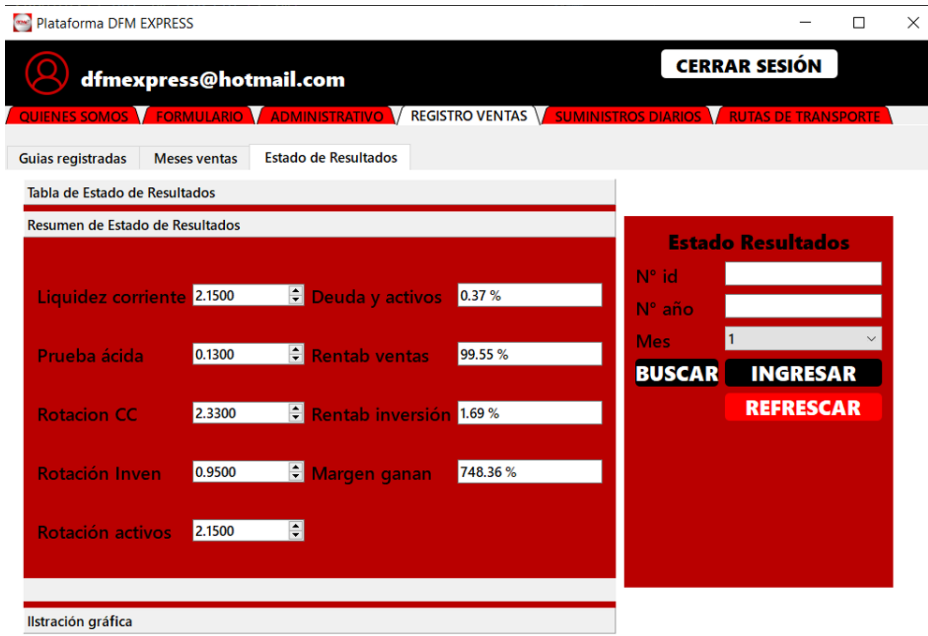 Plataforma DFM EXPRESS
dfmexpress@hotmail.com
CERRAR SESIÓN
QUIENES SOMOS FORMULARIO ADMINISTRATIVO REGISTRO VENTAS SUMINISTROS DIARIOS RUTAS DE TRANSPORTE
Guias registradas Meses ventas Estado de Resultados
Tabla de Estado de Resultados
Resumen de Estado de Resultados
Liquidez corriente 2.1500 Deuda y activos 0.37 %
Prueba ácida 0.1300 Rentab ventas 99.55 %
Rotacion CC 2.3300 Rentab inversión 1.69 %
Rotación Inven 0.9500 Margen ganan 748.36 %
Rotación activos 2.1500
Ilstración gráfica
Estado Resultados
N° id
N° año
Mes 1
BUSCAR INGRESAR
REFRESCAR